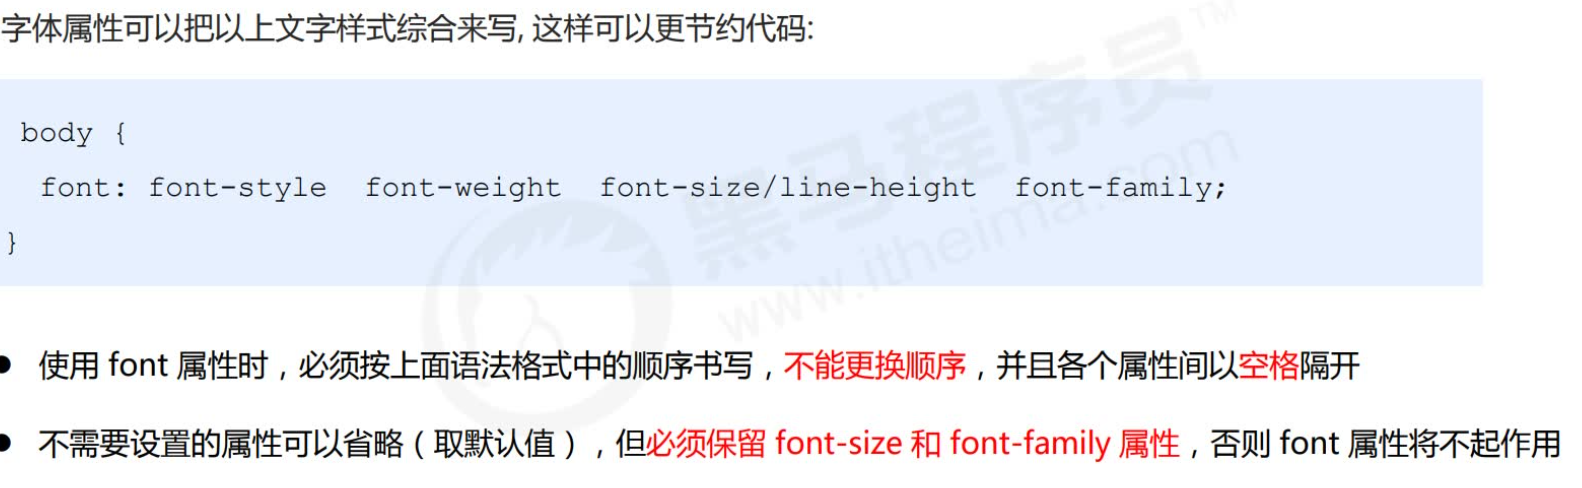 字体属性可以把以上文字样式综合来写, 这样可以更节约代码:
body {
font: font-style font-weight font-size/line-height font-family;
}
使用 font 属性时，必须按上面语法格式中的顺序书写，不能更换顺序，并且各个属性间以空格隔开
不需要设置的属性可以省略（取默认值），但必须保留 font-size 和 font-family 属性，否则 font 属性将不起作用
黑马程序员™
www.itheima.com